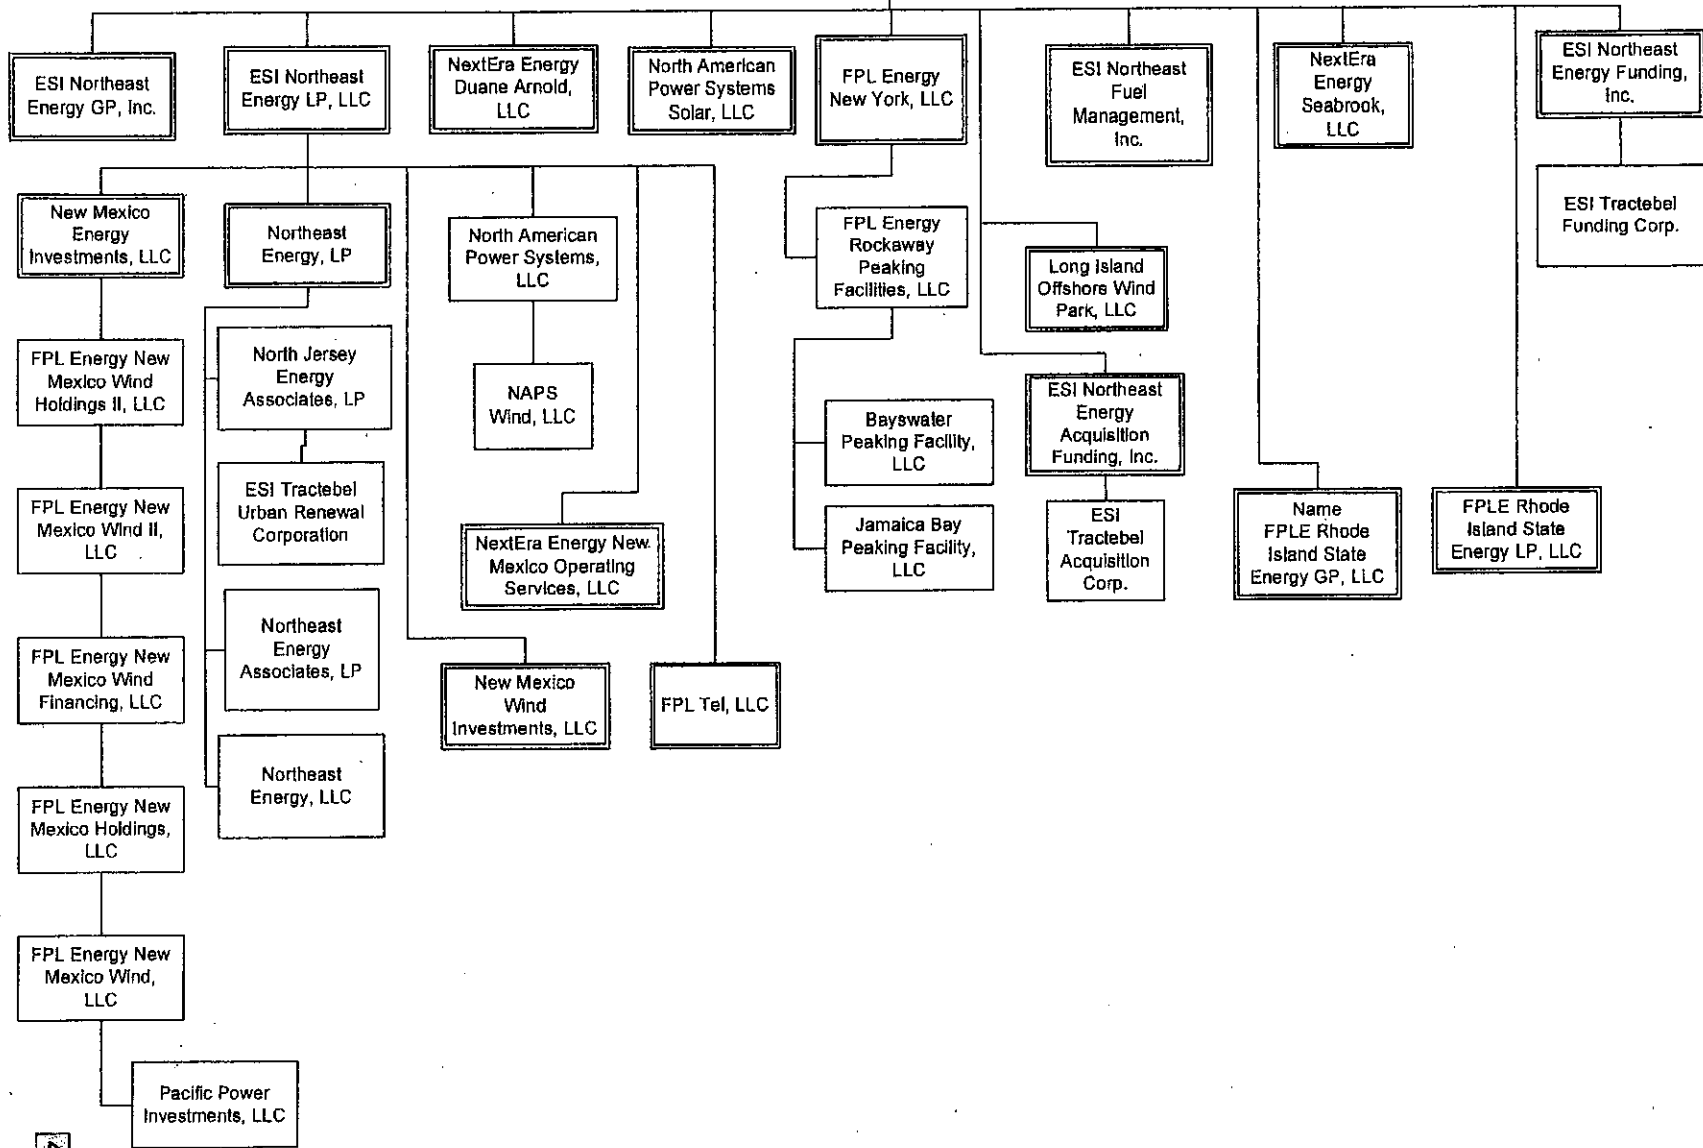 ESI Northeast
Energy GP, Inc.
ESI Northeast
Energy LP, LLC
NextEra Energy
Duane Arnold,
LLC
North American
Power Systems
Solar, LLC
FPL Energy
New York, LLC
ESI Northeast
Fuel
Management,
Inc.
NextEra
Energy
Seabrook,
LLC
ESI Northeast
Energy Funding,
Inc.
New Mexico
Energy
Investments, LLC
Northeast
Energy, LP
North American
Power Systems,
LLC
FPL Energy
Rockaway
Peaking
Facilities, LLC
Long Island
Offshore Wind
Park, LLC
ESI Tractebel
Funding Corp.
FPL Energy New
Mexico Wind
Holdings II, LLC
North Jersey
Energy
Associates, LP
NAPS
Wind, LLC
Bayswater
Peaking Facility,
LLC
ESI Northeast
Energy
Acquisition
Funding, Inc.
FPL Energy New
Mexico Wind II,
LLC
ESI Tractebel
Urban Renewal
Corporation
NextEra Energy New
Mexico Operating
Services, LLC
Jamaica Bay
Peaking Facility,
LLC
ESI
Tractebel
Acquisition
Corp.
Name
FPLE Rhode
Island State
Energy GP, LLC
FPLE Rhode
Island State
Energy LP, LLC
FPL Energy New
Mexico Wind
Financing, LLC
Northeast
Energy
Associates, LP
New Mexico
Wind
Investments, LLC
FPL Tel, LLC
FPL Energy New
Mexico Holdings,
LLC
Northeast
Energy, LLC
FPL Energy New
Mexico Wind,
LLC
Pacific Power
Investments, LLC